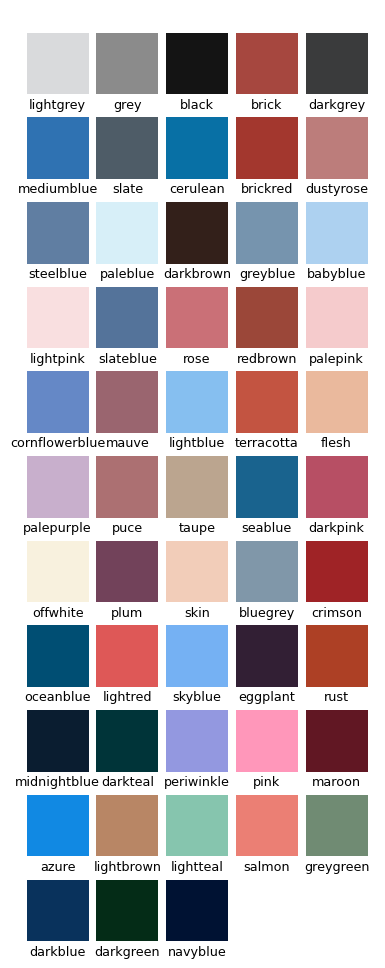 lightgrey grey black brick darkgrey
mediumblue slate cerulean brickred dustyrose
steelblue paleblue darkbrown greyblue babyblue
lightpink slateblue rose redbrown palepink
cornflowerblue mauve lightblue terracotta flesh
palepurple puce taupe seablue darkpink
offwhite plum skin bluegrey crimson
oceanblue lightred skyblue eggplant rust
midnightblue darkteal periwinkle pink maroon
azure lightbrown lightteal salmon greygreen
darkblue darkgreen navyblue